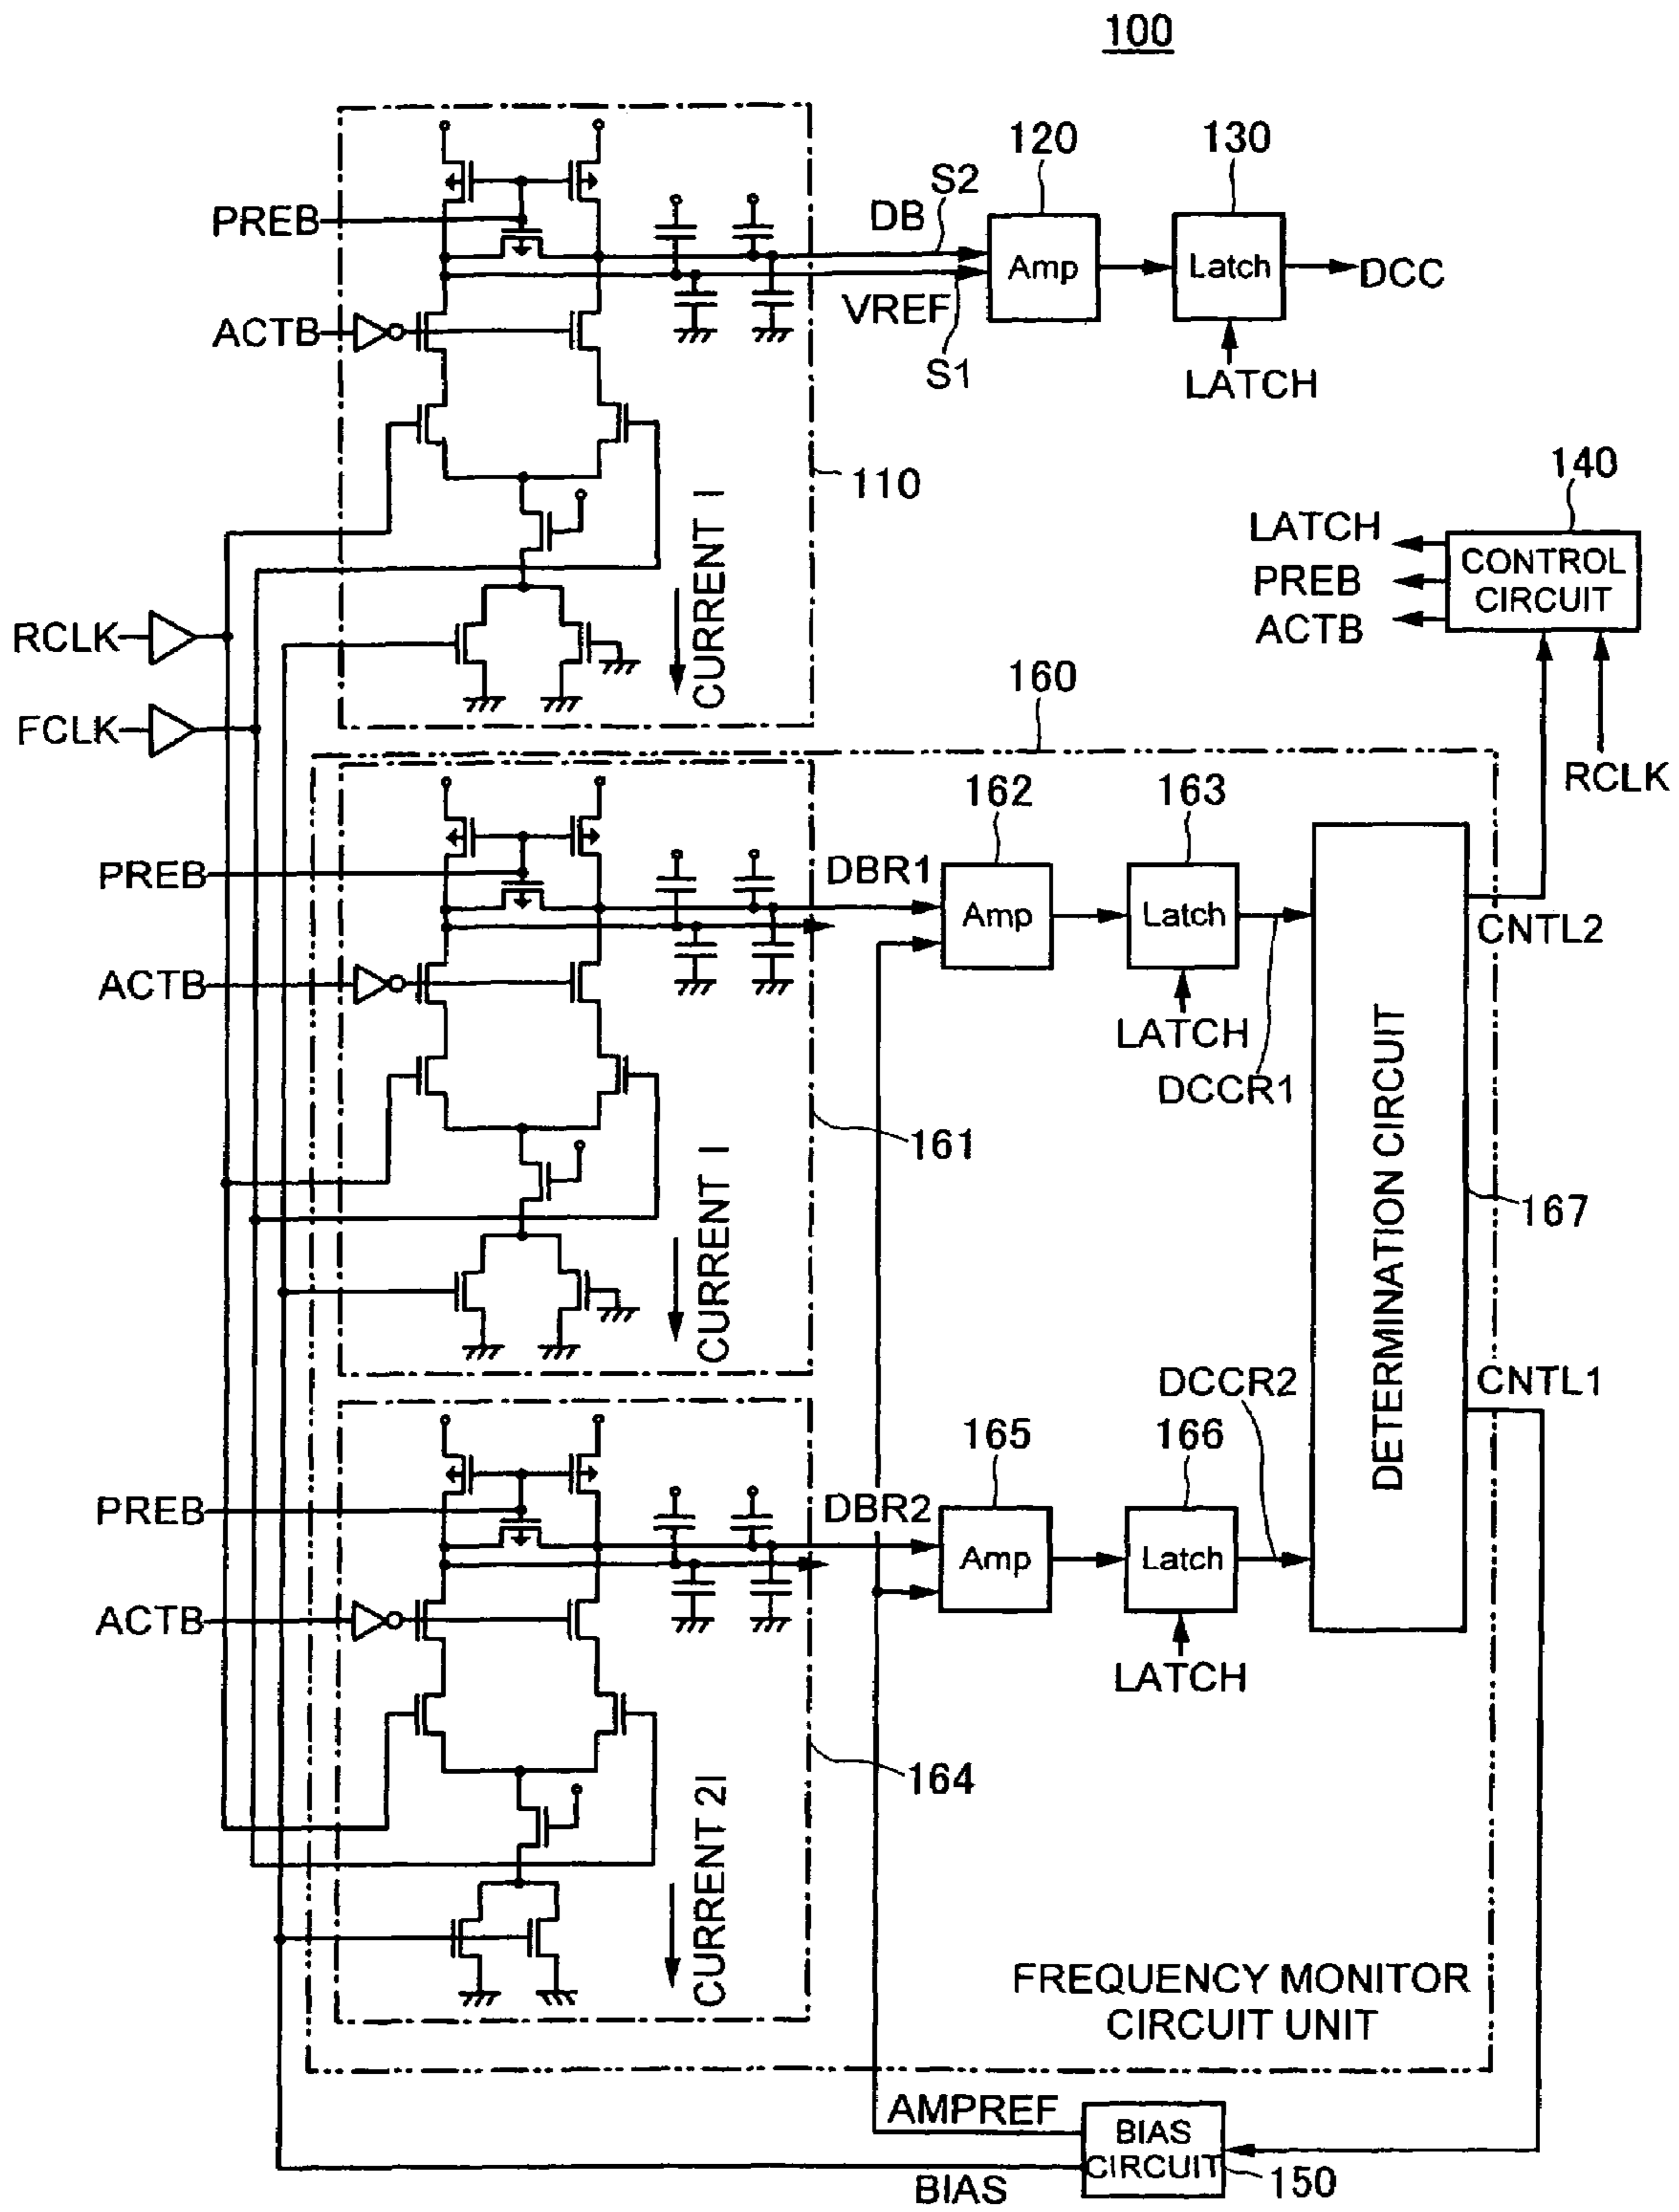 100
120
130
S2
DB
PREB
Amp
Latch
DCC
VREF
ACTB
S1
LATCH
110
140
CURRENT I
LATCH
PREB
ACTB
CONTROL
CIRCUIT
RCLK
160
FCLK
RCLK
162
163
PREB
DBR1
Amp
Latch
CNTL2
ACTB
LATCH
DCCR1
161
CURRENT I
167
DETERMINATION CIRCUIT
DCCR2
CNTL1
165
166
PREB
DBR2
Amp
Latch
ACTB
LATCH
164
CURRENT 2I
FREQUENCY MONITOR
CIRCUIT UNIT
AMPREF
BIAS
CIRCUIT
150
BIAS